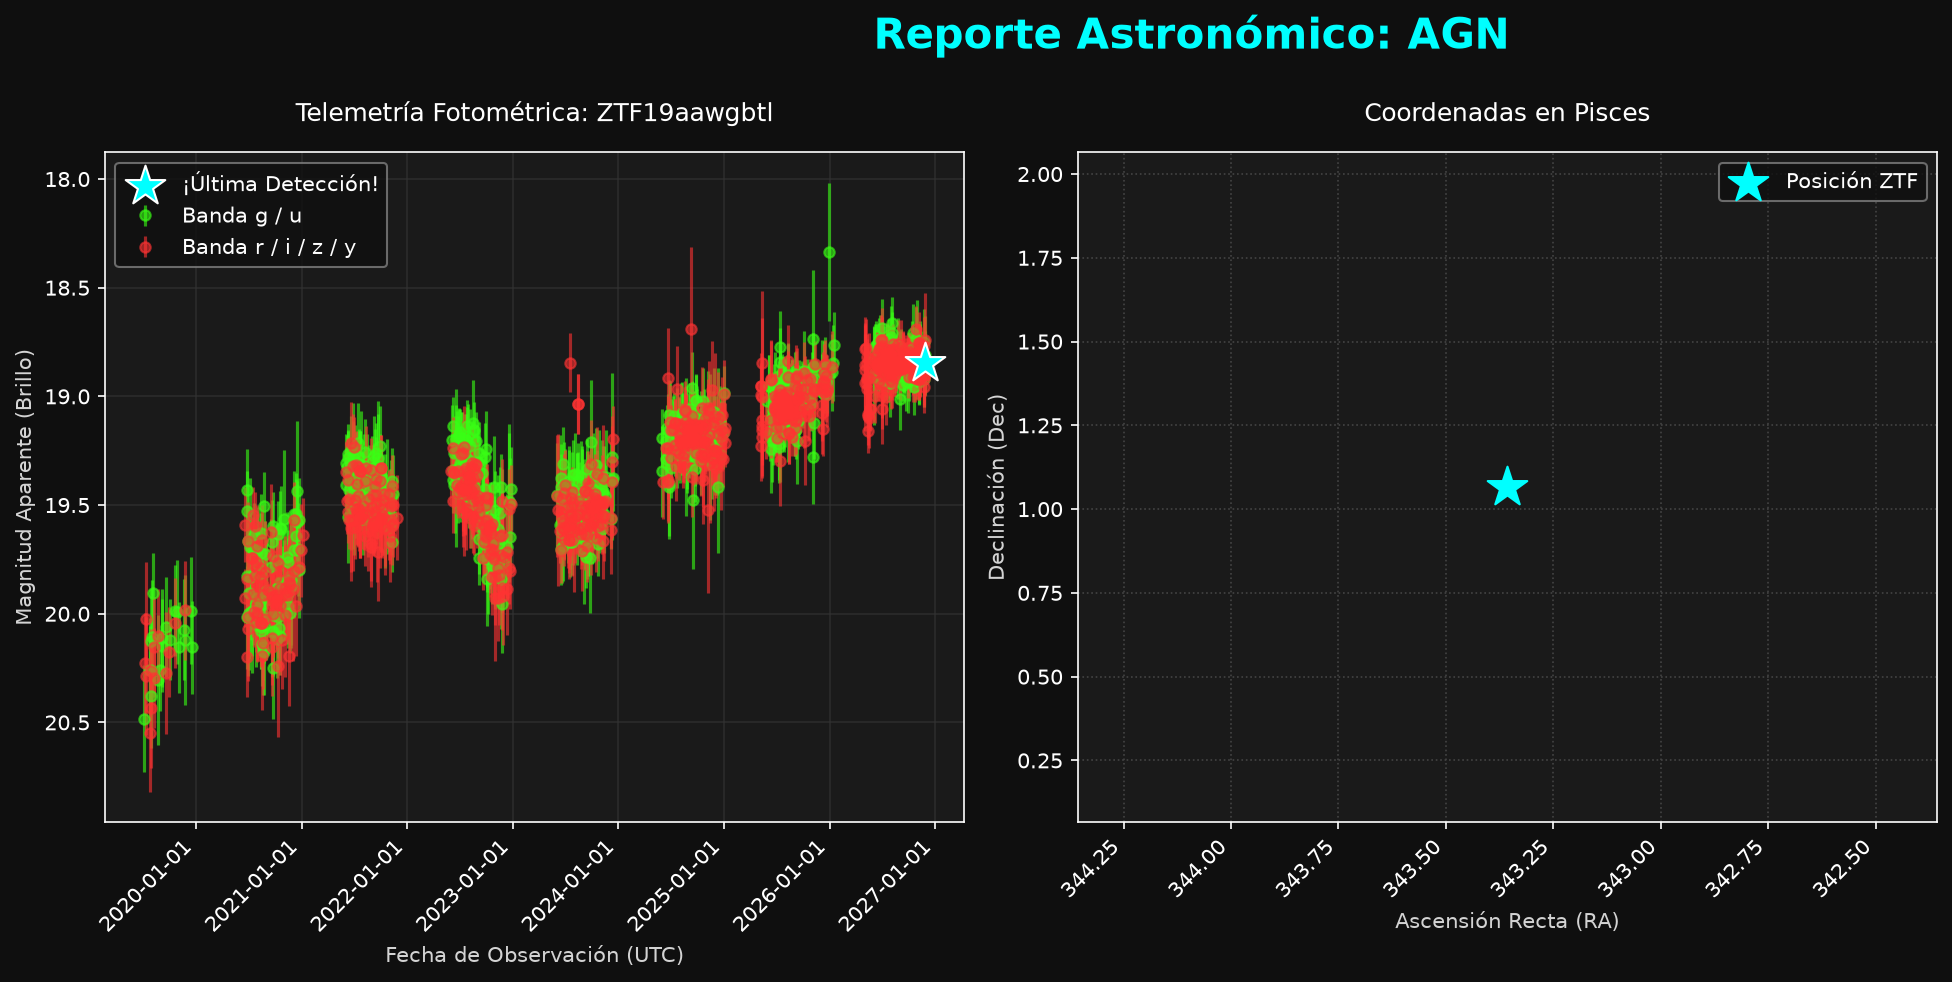 Reporte Astronómico: AGN
Telemetría Fotométrica: ZTF19aawgbtl
¡Última Detección!
Banda g / u
Banda r / i / z / y
Magnitud Aparente (Brillo)
18.0
18.5
19.0
19.5
20.0
20.5
2020-01-01
2021-01-01
2022-01-01
2023-01-01
2024-01-01
2025-01-01
2026-01-01
2027-01-01
Fecha de Observación (UTC)
Coordenadas en Pisces
Posición ZTF
Declinación (Dec)
2.00
1.75
1.50
1.25
1.00
0.75
0.50
0.25
344.25
344.00
343.75
343.50
343.25
343.00
342.75
342.50
Ascensión Recta (RA)